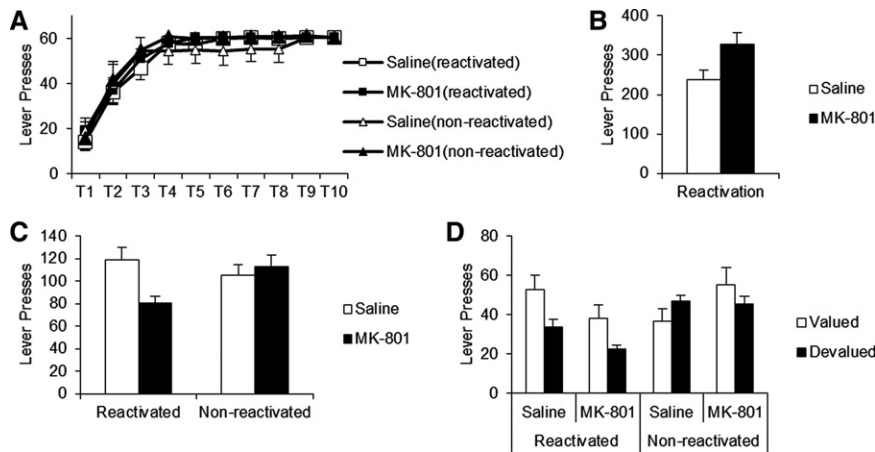 A
Lever Presses
80
60
40
20
0
T1 T2 T3 T4 T5 T6 T7 T8 T9 T10
Saline(reactivated)
MK-801(reactivated)
Saline(non-reactivated)
MK-801(non-reactivated)
B
Lever Presses
400
300
200
100
0
Reactivation
Saline
MK-801
C
Lever Presses
140
120
100
80
60
40
20
0
Reactivated Non-reactivated
Saline
MK-801
D
Lever Presses
80
60
40
20
0
Saline MK-801 Saline MK-801
Reactivated Non-reactivated
Valued
Devalued